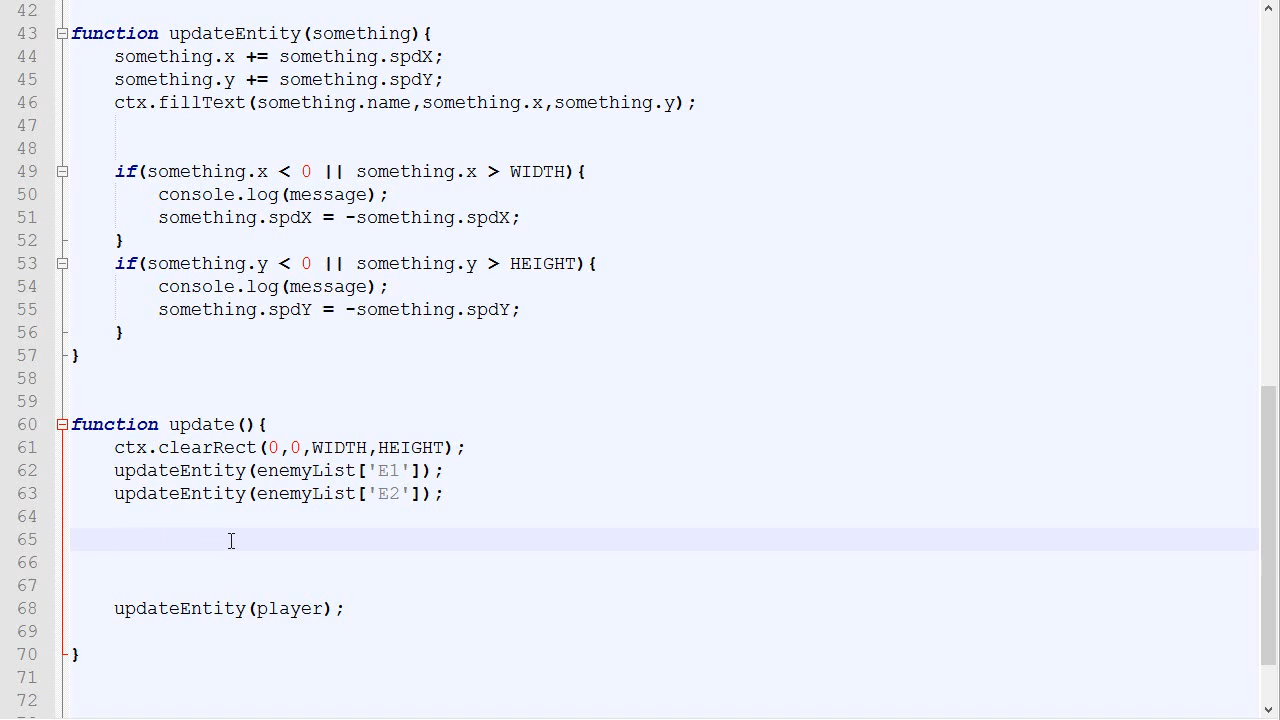 42
43 function updateEntity(something){
44 something.x += something.spdX;
45 something.y += something.spdY;
46 ctx.fillText(something.name,something.x,something.y);
47
48
49 if(something.x < 0 || something.x > WIDTH){
50 console.log(message);
51 something.spdX = -something.spdX;
52 }
53 if(something.y < 0 || something.y > HEIGHT){
54 console.log(message);
55 something.spdY = -something.spdY;
56 }
57 }
58
59
60 function update(){
61 ctx.clearRect(0,0,WIDTH,HEIGHT);
62 updateEntity(enemyList['E1']);
63 updateEntity(enemyList['E2']);
64
65
66
67
68 updateEntity(player);
69
70 }
71
72